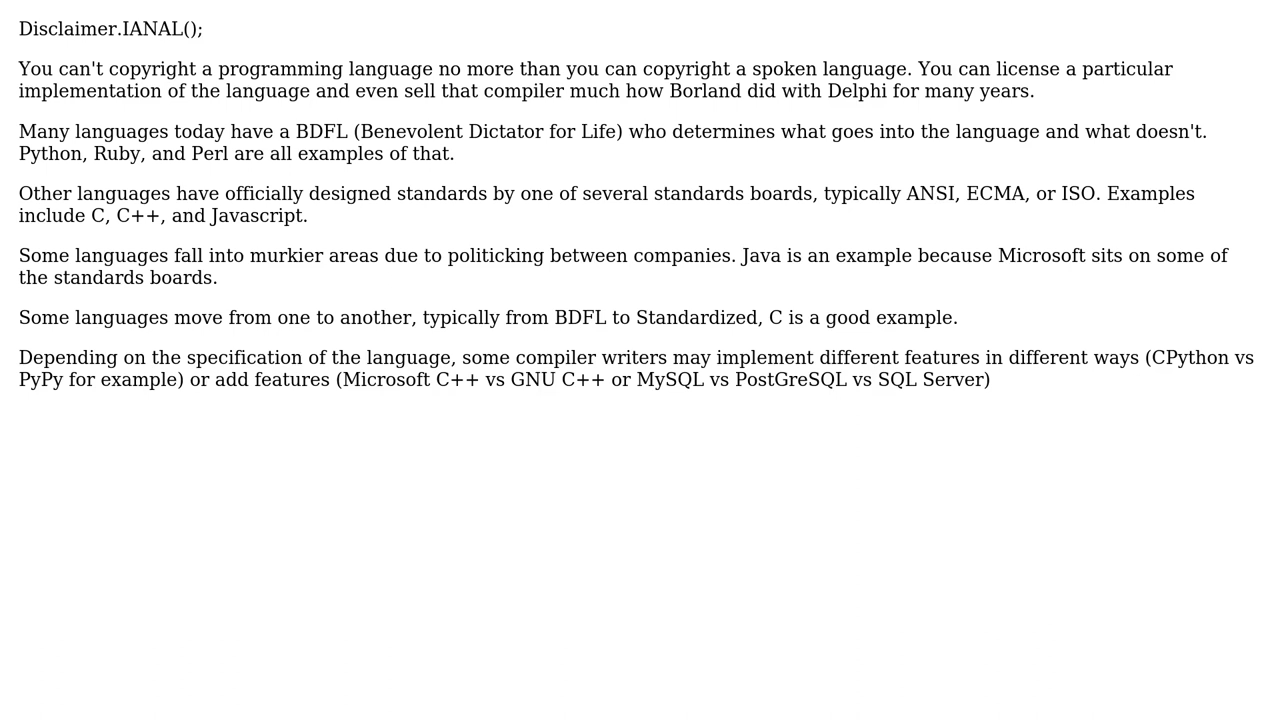 Disclaimer.IANAL();
You can't copyright a programming language no more than you can copyright a spoken language. You can license a particular
implementation of the language and even sell that compiler much how Borland did with Delphi for many years.
Many languages today have a BDFL (Benevolent Dictator for Life) who determines what goes into the language and what doesn't.
Python, Ruby, and Perl are all examples of that.
Other languages have officially designed standards by one of several standards boards, typically ANSI, ECMA, or ISO. Examples
include C, C++, and Javascript.
Some languages fall into murkier areas due to politicking between companies. Java is an example because Microsoft sits on some of
the standards boards.
Some languages move from one to another, typically from BDFL to Standardized, C is a good example.
Depending on the specification of the language, some compiler writers may implement different features in different ways (CPython vs
PyPy for example) or add features (Microsoft C++ vs GNU C++ or MySQL vs PostGreSQL vs SQL Server)